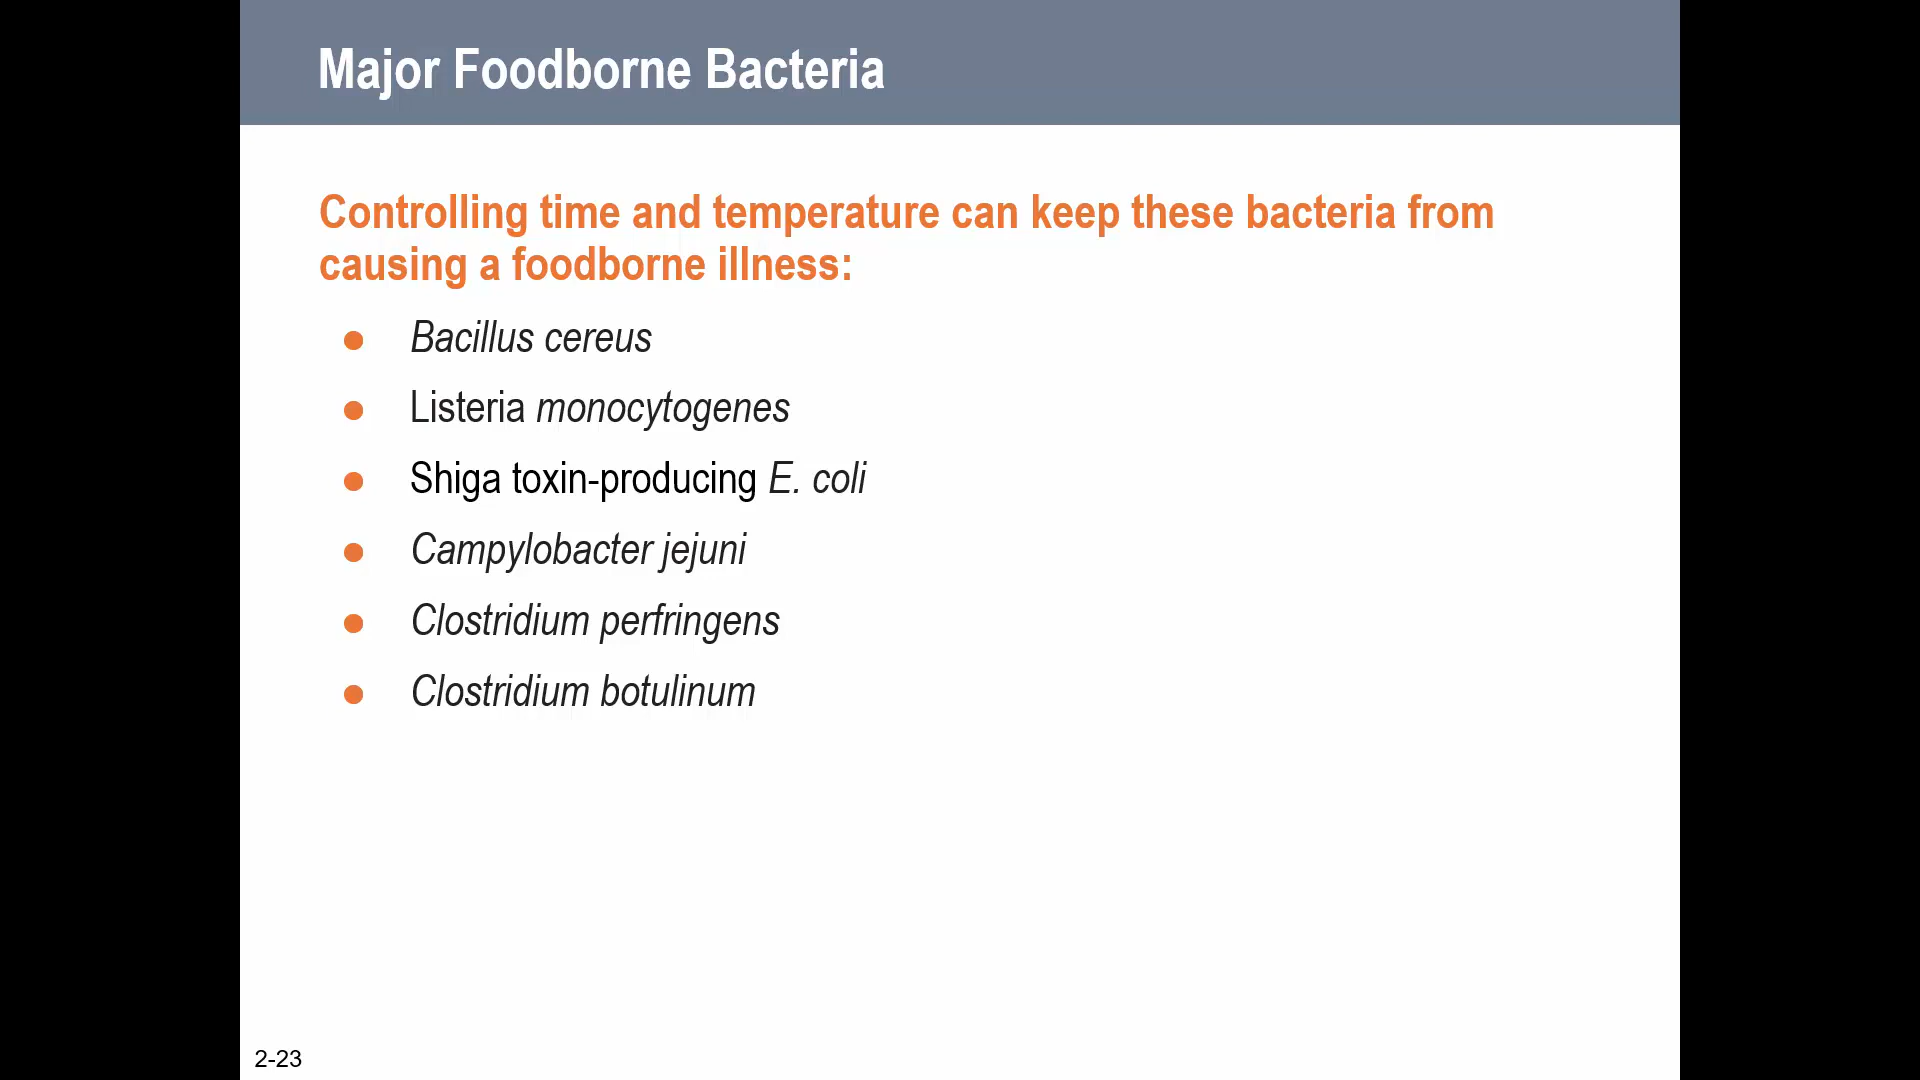 Major Foodborne Bacteria
Controlling time and temperature can keep these bacteria from
causing a foodborne illness:
● Bacillus cereus
● Listeria monocytogenes
● Shiga toxin-producing E. coli
● Campylobacter jejuni
● Clostridium perfringens
● Clostridium botulinum
2-23